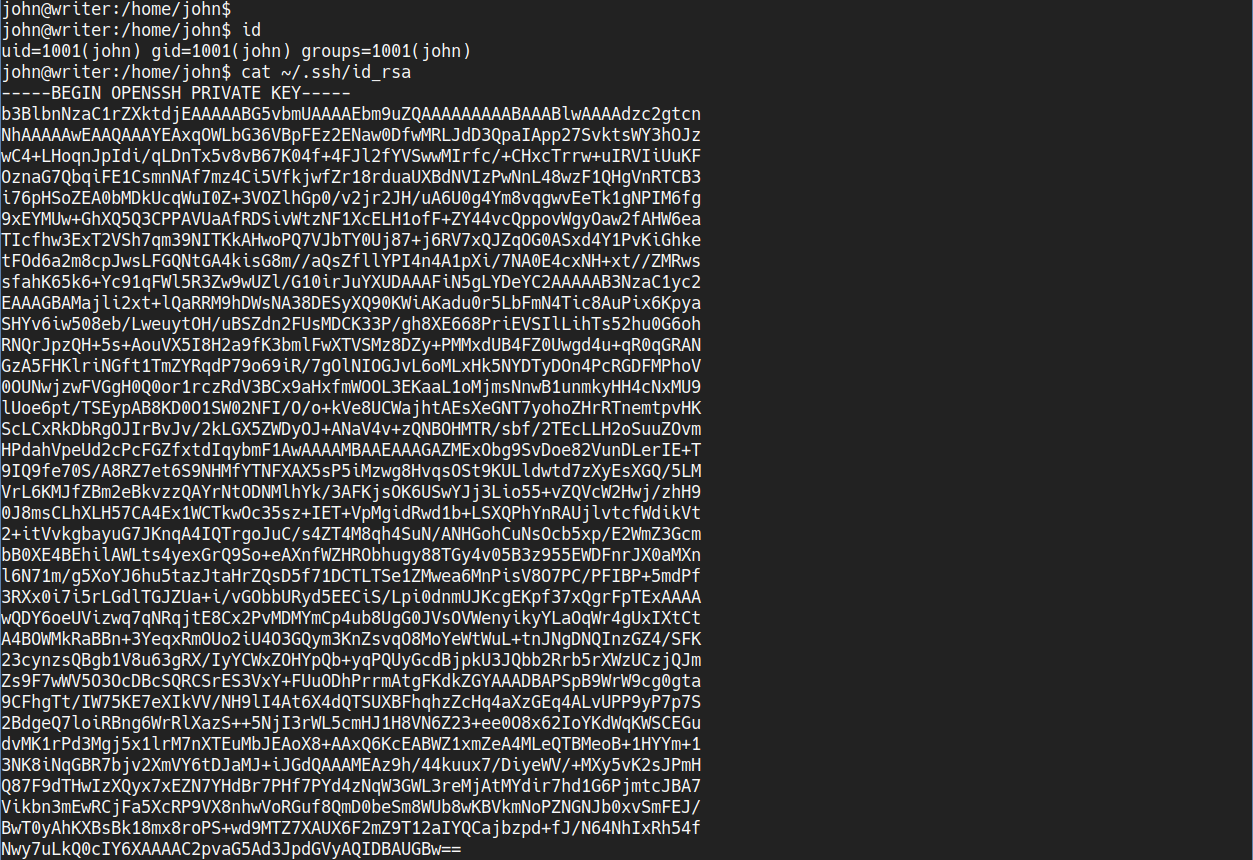 john@writer:/home/john$
john@writer:/home/john$ id
uid=1001(john) gid=1001(john) groups=1001(john)
john@writer:/home/john$ cat ~/.ssh/id_rsa
-----BEGIN OPENSSH PRIVATE KEY-----
b3BlbnNzaC1rZXktdjEAAAAABG5vbmUAAAAEbm9uZQAAAAAAAAABAAABlwAAAAdzc2gtcn
NhAAAAAwEAAQAAAYEAxqOWLbG36VBpFEz2ENaw0DfwMRLJdD3QpaIApp27SvktsWY3hOJz
wC4+LHoqnJpIdi/qLDnTx5v8vB67K04f+4FJl2fYVSwwMIrfc/+CHxcTrrw+uIRVIiUuKF
OznaG7QbqiFE1CsmnNAf7mz4Ci5VfkjwfZr18rduaUXBdNVIzPwNnL48wzF1QHgVnRTCB3
i76pHSoZEA0bMDkUcqWuI0Z+3VOZlhGp0/v2jr2JH/uA6U0g4Ym8vqgwvEeTk1gNPIM6fg
9xEYMUw+GhXQ5Q3CPPAVUaAfRDSivWtzNF1XcELH1ofF+ZY44vcQppovWgyOaw2fAHW6ea
TIcfhw3ExT2VSh7qm39NITKkAHwoPQ7VJbTY0Uj87+j6RV7xQJZqOG0ASxd4Y1PvKiGhke
tFOd6a2m8cpJwsLFGQNtGA4kisG8m//aQsZfllYPI4n4A1pXi/7NA0E4cxNH+xt//ZMRws
sfahK65k6+Yc91qFWl5R3Zw9wUZl/G10irJuYXUDAAAFiN5gLYDeYC2AAAAAB3NzaC1yc2
EAAAGBAMajli2xt+lQaRRM9hDWsNA38DESyXQ90KWiAKadu0r5LbFmN4Tic8AuPix6Kpya
SHYv6iw508eb/LweuytOH/uBSZdn2FUsMDCK33P/gh8XE668PriEVSIlLihTs52hu0G6oh
RNQrJpzQH+5s+AouVX5I8H2a9fK3bmlFwXTVSMz8DZy+PMMxdUB4FZ0Uwgd4u+qR0qGRAN
GzA5FHKlriNGft1TmZYRqdP79o69iR/7gOlNIOGJvL6oMLxHk5NYDTyDOn4PcRGDFMPhoV
0OUNwjzwFVGgH0Q0or1rczRdV3BCx9aHxfmWOOL3EKaaL1oMjmsNnwB1unmkyHH4cNxMU9
lUoe6pt/TSEypAB8KD0O1SW02NFI/O/o+kVe8UCWajhtAEsXeGNT7yohoZHrRTnemtpvHK
ScLCxRkDbRgOJIrBvJv/2kLGX5ZWDyOJ+ANaV4v+zQNBOHMTR/sbf/2TEcLLH2oSuuZOvm
HPdahVpeUd2cPcFGZfxtdIqybmF1AwAAAAMBAAEAAAGAZMExObg9SvDoe82VunDLerIE+T
9IQ9fe70S/A8RZ7et6S9NHMfYTNFXAX5sP5iMzwg8HvqsOSt9KULldwtd7zXyEsXGQ/5LM
VrL6KMJfZBm2eBkvzzQAYrNtODNMlhYk/3AFKjsOK6USwYJj3Lio55+vZQVcW2Hwj/zhH9
0J8msCLhXLH57CA4Ex1WCTkwOc35sz+IET+VpMgidRwd1b+LSXQPhYnRAUjlvtcfWdikVt
2+itVvkgbayuG7JKnqA4IQTrgoJuC/s4ZT4M8qh4SuN/ANHGohCuNsOcb5xp/E2WmZ3Gcm
bB0XE4BEhilAWLts4yexGrQ9So+eAXnfWZHRObhugy88TGy4v05B3z955EWDFnrJX0aMXn
l6N71m/g5XoYJ6hu5tazJtaHrZQsD5f71DCTLTSe1ZMwea6MnPisV8O7PC/PFIBP+5mdPf
3RXx0i7i5rLGdlTGJZUa+i/vGObbURyd5EECiS/Lpi0dnmUJKcgEKpf37xQgrFpTExAAAA
wQDY6oeUVizwq7qNRqjtE8Cx2PvMDMYmCp4ub8UgG0JVsOVWenyikyYLaOqWr4gUxIXtCt
A4BOWMkRaBBn+3YeqxRmOUo2iU4O3GQym3KnZsvqO8MoYeWtWuL+tnJNgDNQInzGZ4/SFK
23cynzsQBgb1V8u63gRX/IyYCWxZOHYpQb+yqPQUyGcdBjpkU3JQbb2Rrb5rXWzUCzjQJm
Zs9F7wWV5O3OcDBcSQRCSrES3VxY+FUuODhPrrmAtgFKdkZGYAAADBAPSpB9WrW9cg0gta
9CFhgTt/IW75KE7eXIkVV/NH9lI4At6X4dQTSUXBFhqhzZcHq4aXzGEq4ALvUPP9yP7p7S
2BdgeQ7loiRBng6WrRlXazS++5NjI3rWL5cmHJ1H8VN6Z23+ee0O8x62IoYKdWqKWSCEGu
dvMK1rPd3Mgj5x1lrM7nXTEuMbJEAoX8+AAxQ6KcEABWZ1xmZeA4MLeQTBMeoB+1HYYm+1
3NK8iNqGBR7bjv2XmVY6tDJaMJ+iJGdQAAAMEAz9h/44kuux7/DiyeWV/+MXy5vK2sJPmH
Q87F9dTHwIzXQyx7xEZN7YHdBr7PHf7PYd4zNqW3GWL3reMjAtMYdir7hd1G6PjmtcJBA7
Vikbn3mEwRCjFa5XcRP9VX8nhwVoRGuf8QmD0beSm8WUb8wKBVkmNoPZNGNJb0xvSmFEJ/
BwT0yAhKXBsBk18mx8roPS+wd9MTZ7XAUX6F2mZ9T12aIYQCajbzpd+fJ/N64NhIxRh54f
Nwy7uLkQ0cIY6XAAAAC2pvaG5Ad3JpdGVyAQIDBAUGBw==